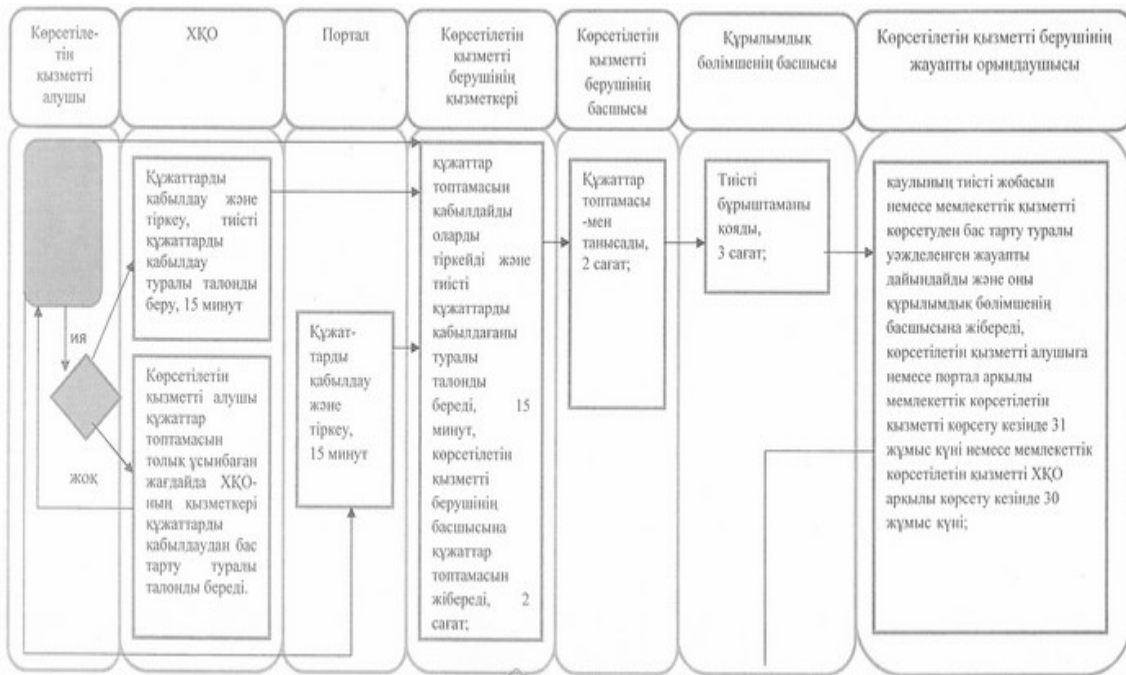 Көрсетіле-
тін
қызметті
алушы
ХҚО
Портал
Көрсетілетін
қызметті
берушінің
қызметкері
Көрсетілетін
қызметті
берушінің
басшысы
Құрылымдық
бөлімшенің басшысы
Көрсетілетін қызметті берушінің
жауапты орындаушысы
Құжаттарды
қабылдау және
тіркеу, тиісті
құжаттарды
қабылдау
туралы талонды
беру, 15 минут
ия
жоқ
Көрсетілетін
қызметті алушы
құжаттар
топтамасын
толық ұсынбаған
жағдайда ХҚО-
ның қызметкері
құжаттарды
қабылдаудан бас
тарту туралы
талонды береді.
Құжат-
тарды
қабылдау
және
тіркеу,
15 минут
құжаттар
топтамасын
қабылдайды
оларды
тіркейді және
тиісті
құжаттарды
қабылдағаны
туралы
талонды
береді, 15
минут,
көрсетілетін
қызметті
берушінің
басшысына
құжаттар
топтамасын
жібереді, 2
сағат;
Құжаттар
топтамасы
-мен
танысады,
2 сағат;
Тиісті
бұрыштаманы
қояды,
3 сағат;
қаулының тиісті жобасын
немесе мемлекеттік қызметті
көрсетуден бас тарту туралы
уәжделенген жауапты
дайындайды және оны
құрылымдық бөлімшенің
басшысына жібереді,
көрсетілетін қызметті алушыға
немесе портал арқылы
мемлекеттік көрсетілетін
қызметті көрсету кезінде 31
жұмыс күні немесе мемлекеттік
көрсетілетін қызметті ХҚО
арқылы көрсету кезінде 30
жұмыс күні;